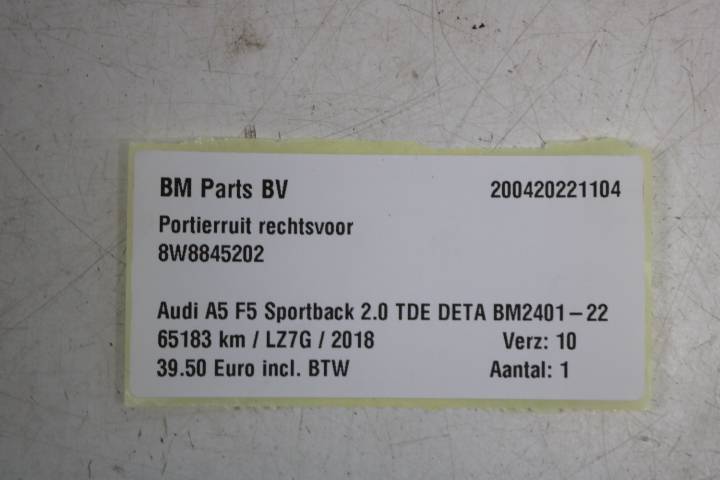 BM Parts BV 200420221104
Portierruit rechtsvoor
8W8845202
Audi A5 F5 Sportback 2.0 TDE DETA BM2401-22
65183 km / LZ7G / 2018 Verz: 10
39.50 Euro incl. BTW Aantal: 1